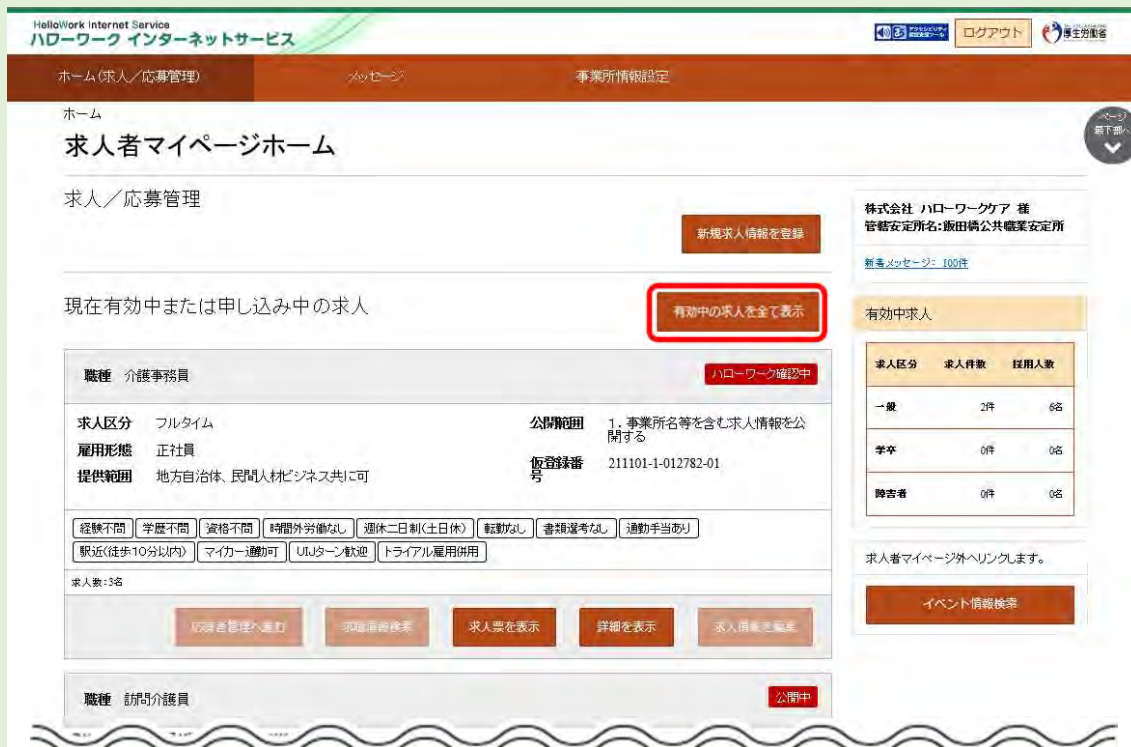 HelloWork Internet Service
ハローワーク インターネットサービス
ログアウト
厚生労働省
ホーム(求人/応募管理)
メッセージ
事業所情報設定
ホーム
求人者マイページホーム
ページ
最下部へ
求人/応募管理
新規求人情報を登録
株式会社 ハローワークケア 様
管轄安定所名:飯田橋公共職業安定所
新着メッセージ: 100件
現在有効中または申し込み中の求人
有効中の求人を全て表示
有効中求人
求人区分 求人件数 採用人数
一般 2件 6名
学卒 0件 0名
障害者 0件 0名
職種 介護事務員
ハローワーク確認中
求人区分 フルタイム
雇用形態 正社員
提供範囲 地方自治体、民間人材ビジネス共に可
公開範囲 1.事業所名等を含む求人情報を公
開する
仮登録番
号 211101-1-012782-01
経験不問 学歴不問 資格不問 時間外労働なし 週休二日制(土日休) 転勤なし 書類選考なし 通勤手当あり
駅近(徒歩10分以内) マイカー通勤可 UIJターン歓迎 トライアル雇用併用
求人数:3名
応募者管理へ進む 求職情報検索 求人票を表示 詳細を表示 求人情報を編集
求人者マイページ外へリンクします。
イベント情報検索
職種 訪問介護員
公開中